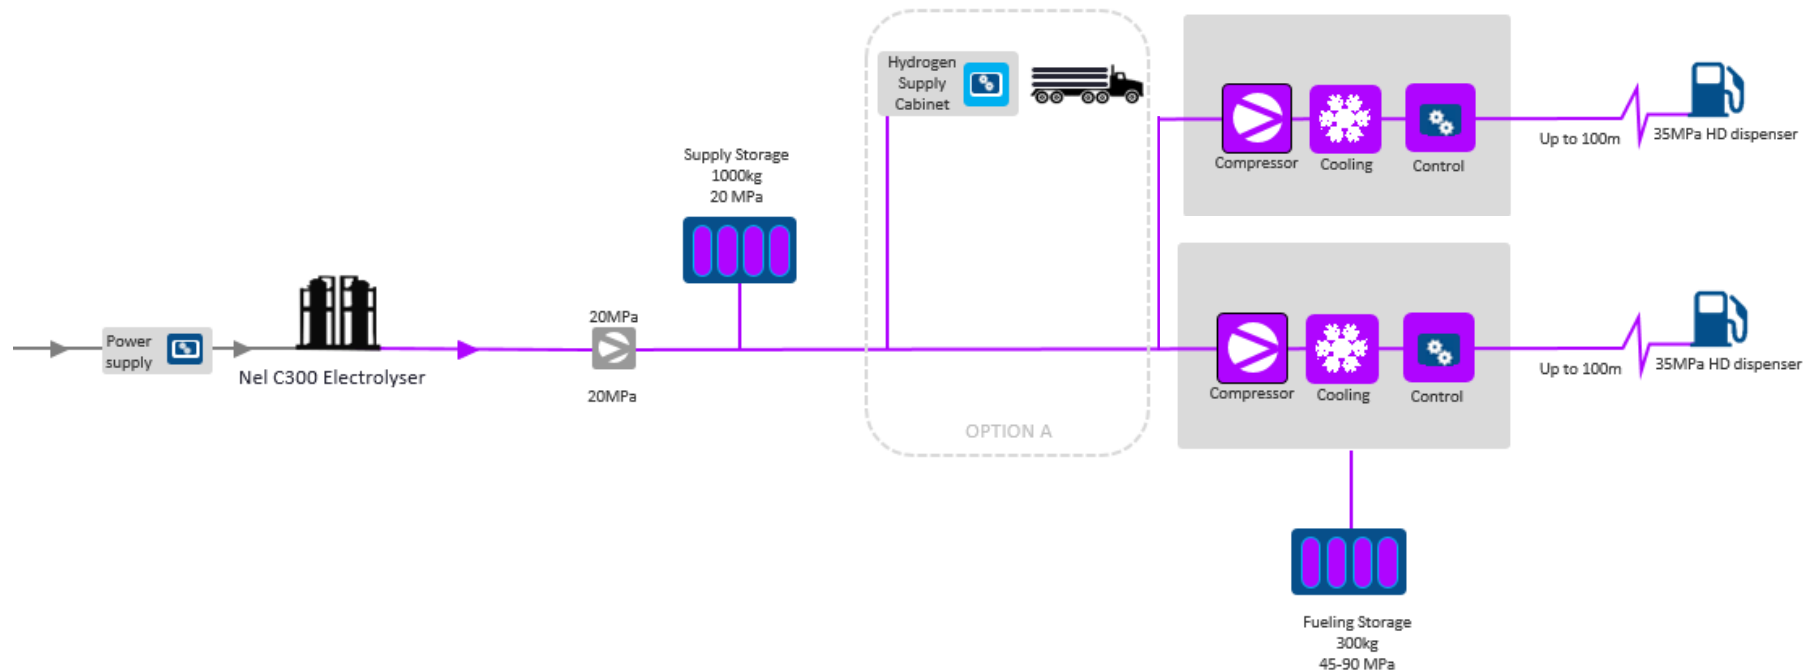 Hydrogen
Supply
Cabinet
Compressor
Cooling
Control
Up to 100m
35MPa HD dispenser
Supply Storage
1000kg
20 MPa
Power
supply
Nel C300 Electrolyser
20MPa
20MPa
OPTION A
Compressor
Cooling
Control
Up to 100m
35MPa HD dispenser
Fueling Storage
300kg
45-90 MPa